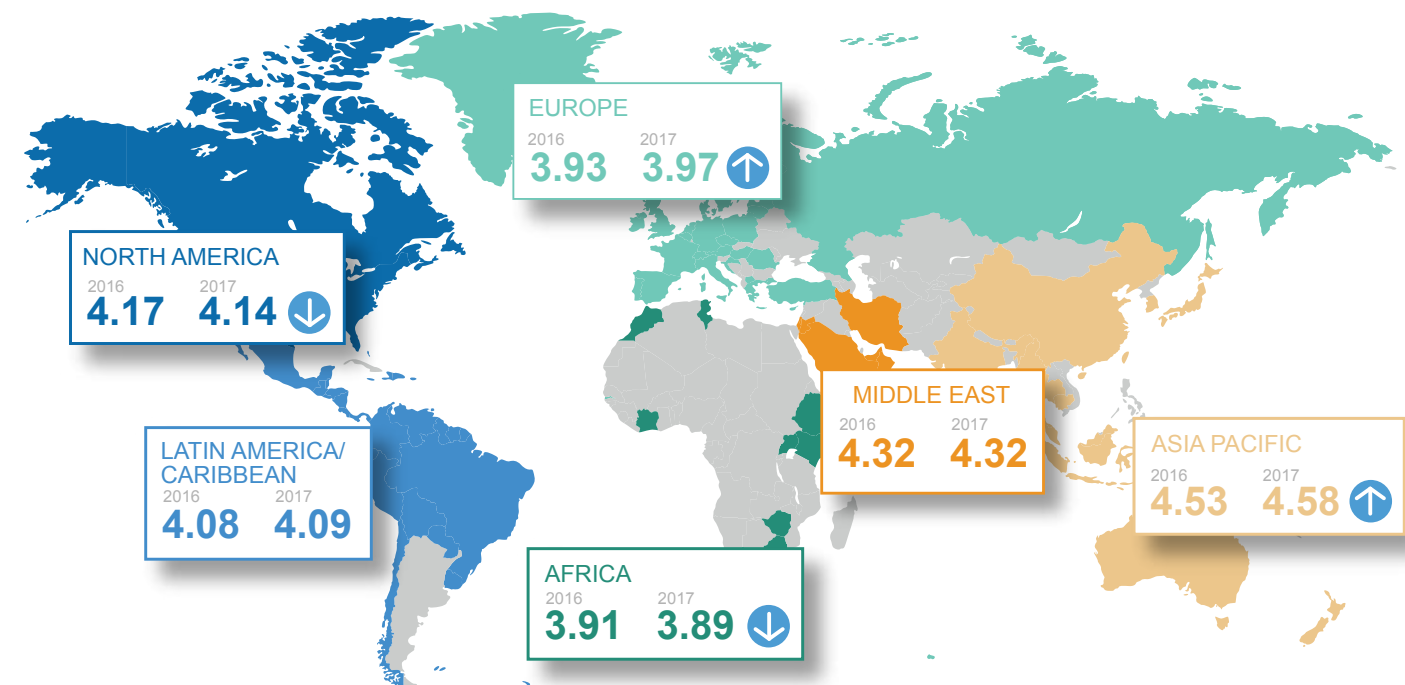 EUROPE
2016 2017
3.93 3.97
NORTH AMERICA
2016 2017
4.17 4.14
MIDDLE EAST
2016 2017
4.32 4.32
LATIN AMERICA/
CARIBBEAN
2016 2017
4.08 4.09
ASIA PACIFIC
2016 2017
4.53 4.58
AFRICA
2016 2017
3.91 3.89